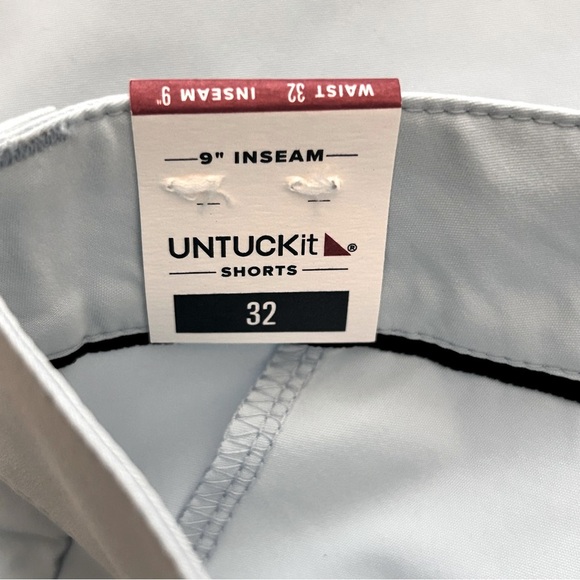 WAIST 32 INSEAM 9"
9" INSEAM
UNTUCKit ®
SHORTS
32